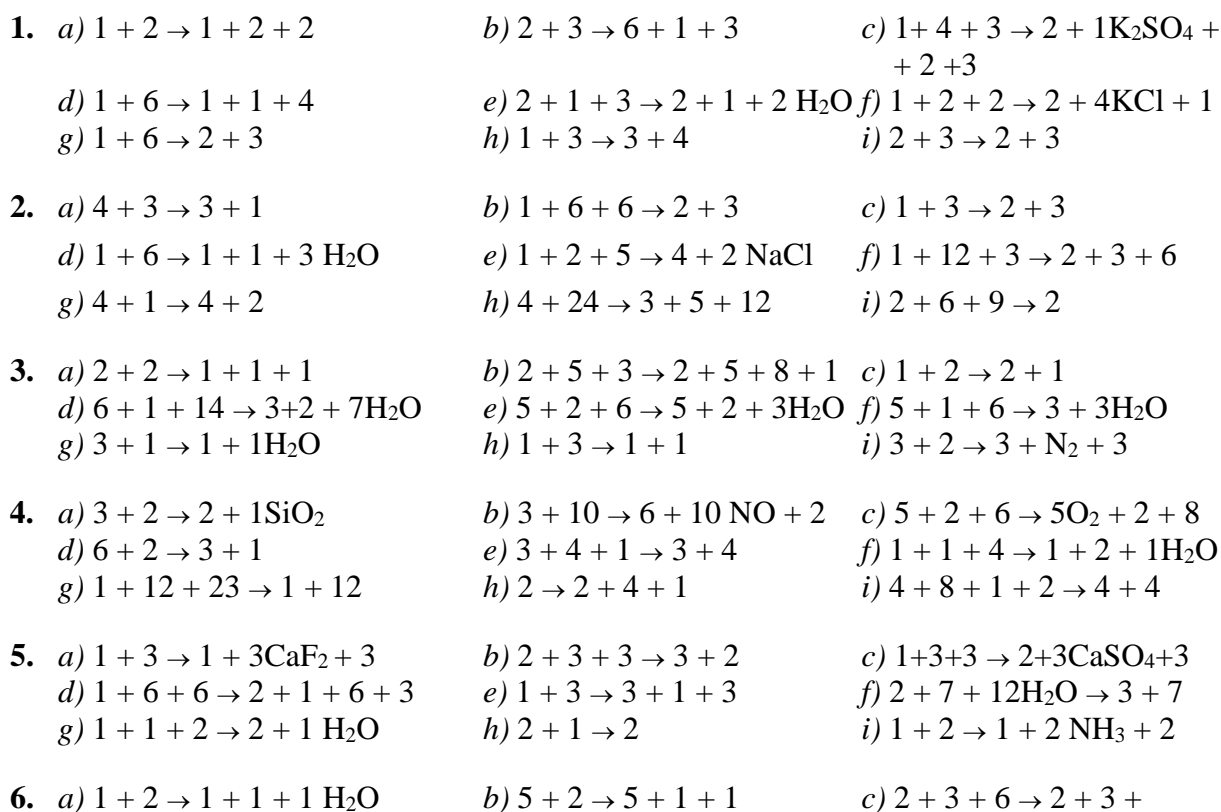 1. a) 1 + 2 → 1 + 2 + 2 b) 2 + 3 → 6 + 1 + 3 c) 1+ 4 + 3 → 2 + 1K₂SO₄ +
+ 2 +3
d) 1 + 6 → 1 + 1 + 4 e) 2 + 1 + 3 → 2 + 1 + 2 H₂O f) 1 + 2 + 2 → 2 + 4KCl + 1
g) 1 + 6 → 2 + 3 h) 1 + 3 → 3 + 4 i) 2 + 3 → 2 + 3
2. a) 4 + 3 → 3 + 1 b) 1 + 6 + 6 → 2 + 3 c) 1 + 3 → 2 + 3
d) 1 + 6 → 1 + 1 + 3 H₂O e) 1 + 2 + 5 → 4 + 2 NaCl f) 1 + 12 + 3 → 2 + 3 + 6
g) 4 + 1 → 4 + 2 h) 4 + 24 → 3 + 5 + 12 i) 2 + 6 + 9 → 2
3. a) 2 + 2 → 1 + 1 + 1 b) 2 + 5 + 3 → 2 + 5 + 8 + 1 c) 1 + 2 → 2 + 1
d) 6 + 1 + 14 → 3+2 + 7H₂O e) 5 + 2 + 6 → 5 + 2 + 3H₂O f) 5 + 1 + 6 → 3 + 3H₂O
g) 3 + 1 → 1 + 1H₂O h) 1 + 3 → 1 + 1 i) 3 + 2 → 3 + N₂ + 3
4. a) 3 + 2 → 2 + 1SiO₂ b) 3 + 10 → 6 + 10 NO + 2 c) 5 + 2 + 6 → 5O₂ + 2 + 8
d) 6 + 2 → 3 + 1 e) 3 + 4 + 1 → 3 + 4 f) 1 + 1 + 4 → 1 + 2 + 1H₂O
g) 1 + 12 + 23 → 1 + 12 h) 2 → 2 + 4 + 1 i) 4 + 8 + 1 + 2 → 4 + 4
5. a) 1 + 3 → 1 + 3CaF₂ + 3 b) 2 + 3 + 3 → 3 + 2 c) 1+3+3 → 2+3CaSO₄+3
d) 1 + 6 + 6 → 2 + 1 + 6 + 3 e) 1 + 3 → 3 + 1 + 3 f) 2 + 7 + 12H₂O → 3 + 7
g) 1 + 1 + 2 → 2 + 1 H₂O h) 2 + 1 → 2 i) 1 + 2 → 1 + 2 NH₃ + 2
6. a) 1 + 2 → 1 + 1 + 1 H₂O b) 5 + 2 → 5 + 1 + 1 c) 2 + 3 + 6 → 2 + 3 +